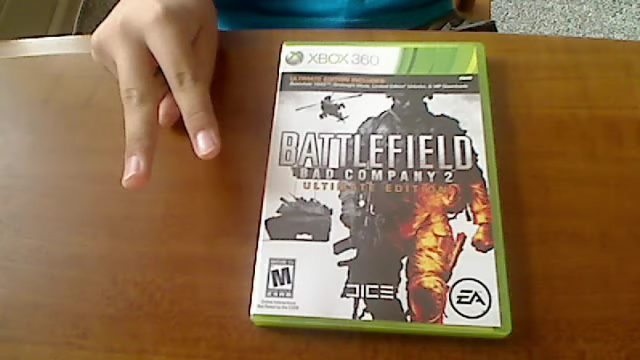 XBOX 360
ULTIMATE EDITION INCLUDES
BATTLEFIELD
BAD COMPANY 2
ULTIMATE EDITION
M
DICE
EA